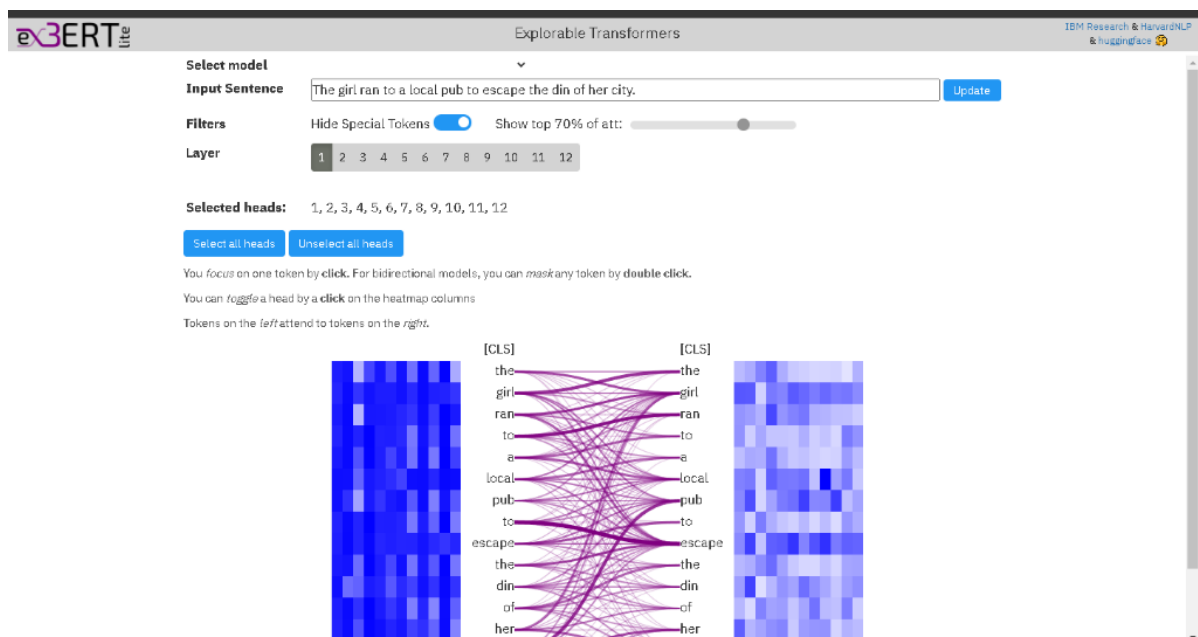 exBERT lite
Explorable Transformers
IBM Research & HarvardNLP
& huggingface 🤗
Select model
Input Sentence
The girl ran to a local pub to escape the din of her city.
Update
Filters
Hide Special Tokens
Show top 70% of att:
Layer
1 2 3 4 5 6 7 8 9 10 11 12
Selected heads: 1, 2, 3, 4, 5, 6, 7, 8, 9, 10, 11, 12
Select all heads
Unselect all heads
You focus on one token by click. For bidirectional models, you can mask any token by double click.
You can toggle a head by a click on the heatmap columns
Tokens on the left attend to tokens on the right.
[CLS] [CLS]
the the
girl girl
ran ran
to to
a a
local local
pub pub
to to
escape escape
the the
din din
of of
her her